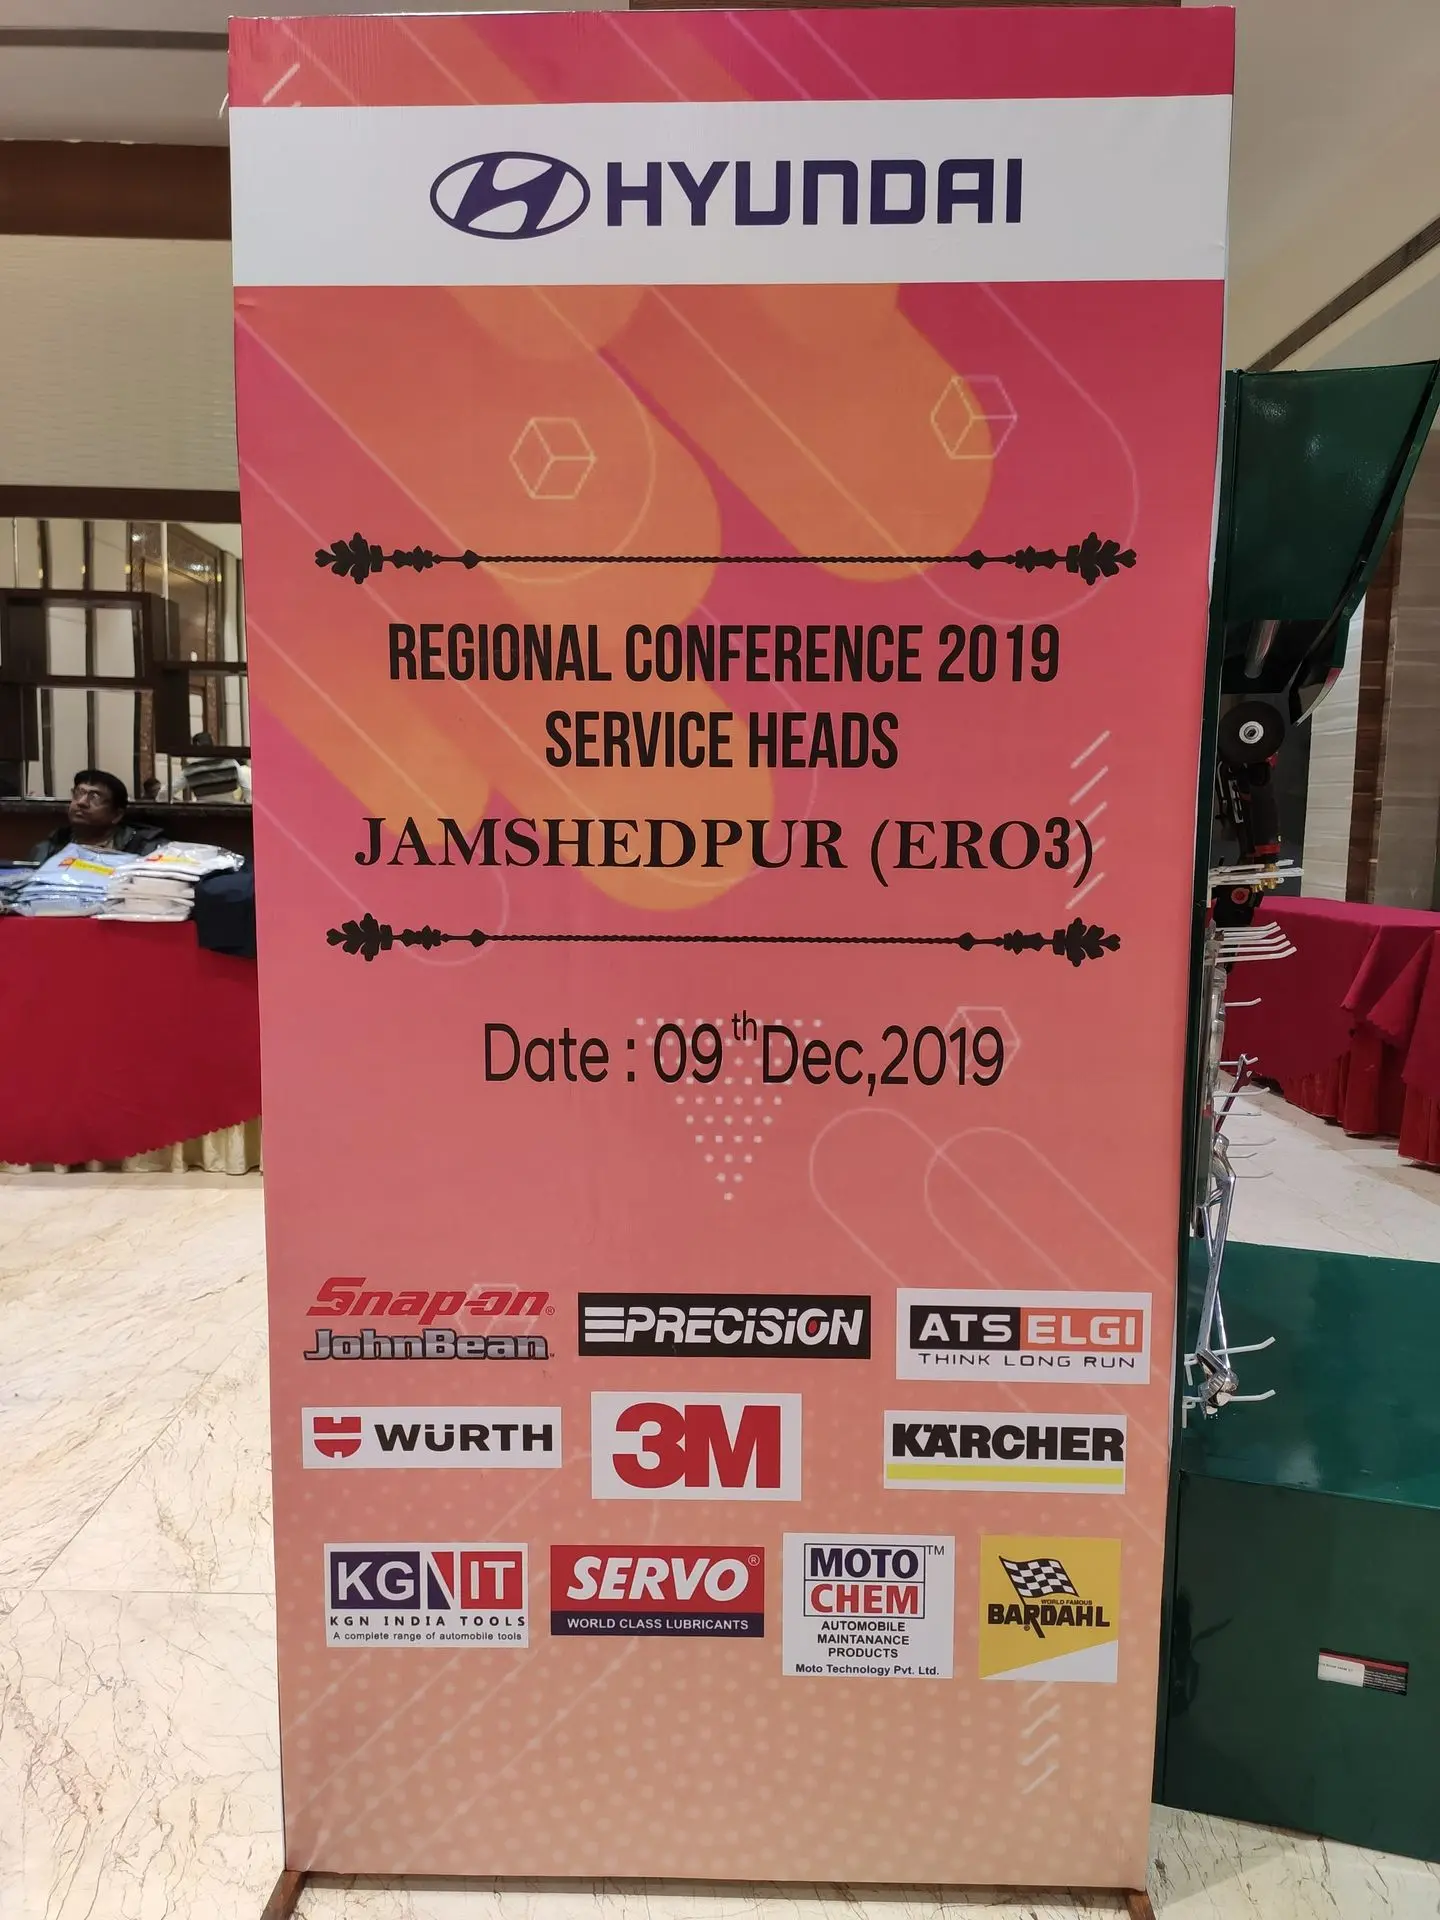 HYUNDAI
REGIONAL CONFERENCE 2019
SERVICE HEADS
JAMSHEDPUR (ERO3)
Date : 09th Dec,2019
Snap-on®
JohnBean™
PRECiSiON
ATS ELGI
THINK LONG RUN
WÜRTH
3M
KÄRCHER
KGN IT
KGN INDIA TOOLS
A complete range of automobile tools
SERVO®
WORLD CLASS LUBRICANTS
MOTO™
CHEM
AUTOMOBILE
MAINTANANCE
PRODUCTS
Moto Technology Pvt. Ltd.
WORLD FAMOUS
BARDAHL®